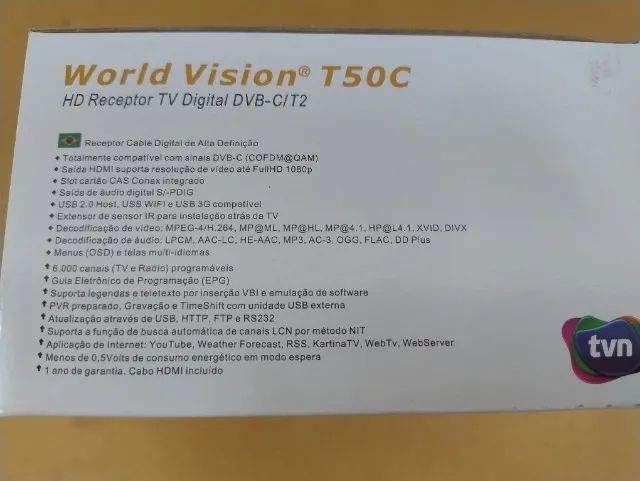 World Vision® T50C
HD Receptor TV Digital DVB-C/T2
Receptor Cable Digital de Alta Definição
Totalmente compatível com sinais DVB-C (COFDM@QAM)
Saída HDMI suporta resolução de vídeo até FullHD 1080p
Slot cartão CAS Conax integrado
Saída de áudio digital S/-PDIG
USB 2.0 Host, USB WIFI e USB 3G compatível
Extensor de sensor IR para instalação atrás da TV
Decodificação de vídeo: MPEG-4/H.264, MP@ML, MP@HL, MP@4.1, HP@L4.1, XVID, DIVX
Decodificação de áudio: LPCM, AAC-LC, HE-AAC, MP3, AC-3, OGG, FLAC, DD Plus
Menus (OSD) e telas multi-idiomas
6.000 canais (TV e Radio) programáveis
Guia Eletrônico de Programação (EPG)
Suporta legendas e teletexto por inserção VBI e emulação de software
PVR preparado, Gravação e TimeShift com unidade USB externa
Atualização através de USB, HTTP, FTP e RS232
Suporta a função de busca automática de canais LCN por método NIT
Aplicação de Internet: YouTube, Weather Forecast, RSS, KartinaTV, WebTv, WebServer
Menos de 0,5Volts de consumo energético em modo espera
1 ano de garantia. Cabo HDMI incluído
tvn